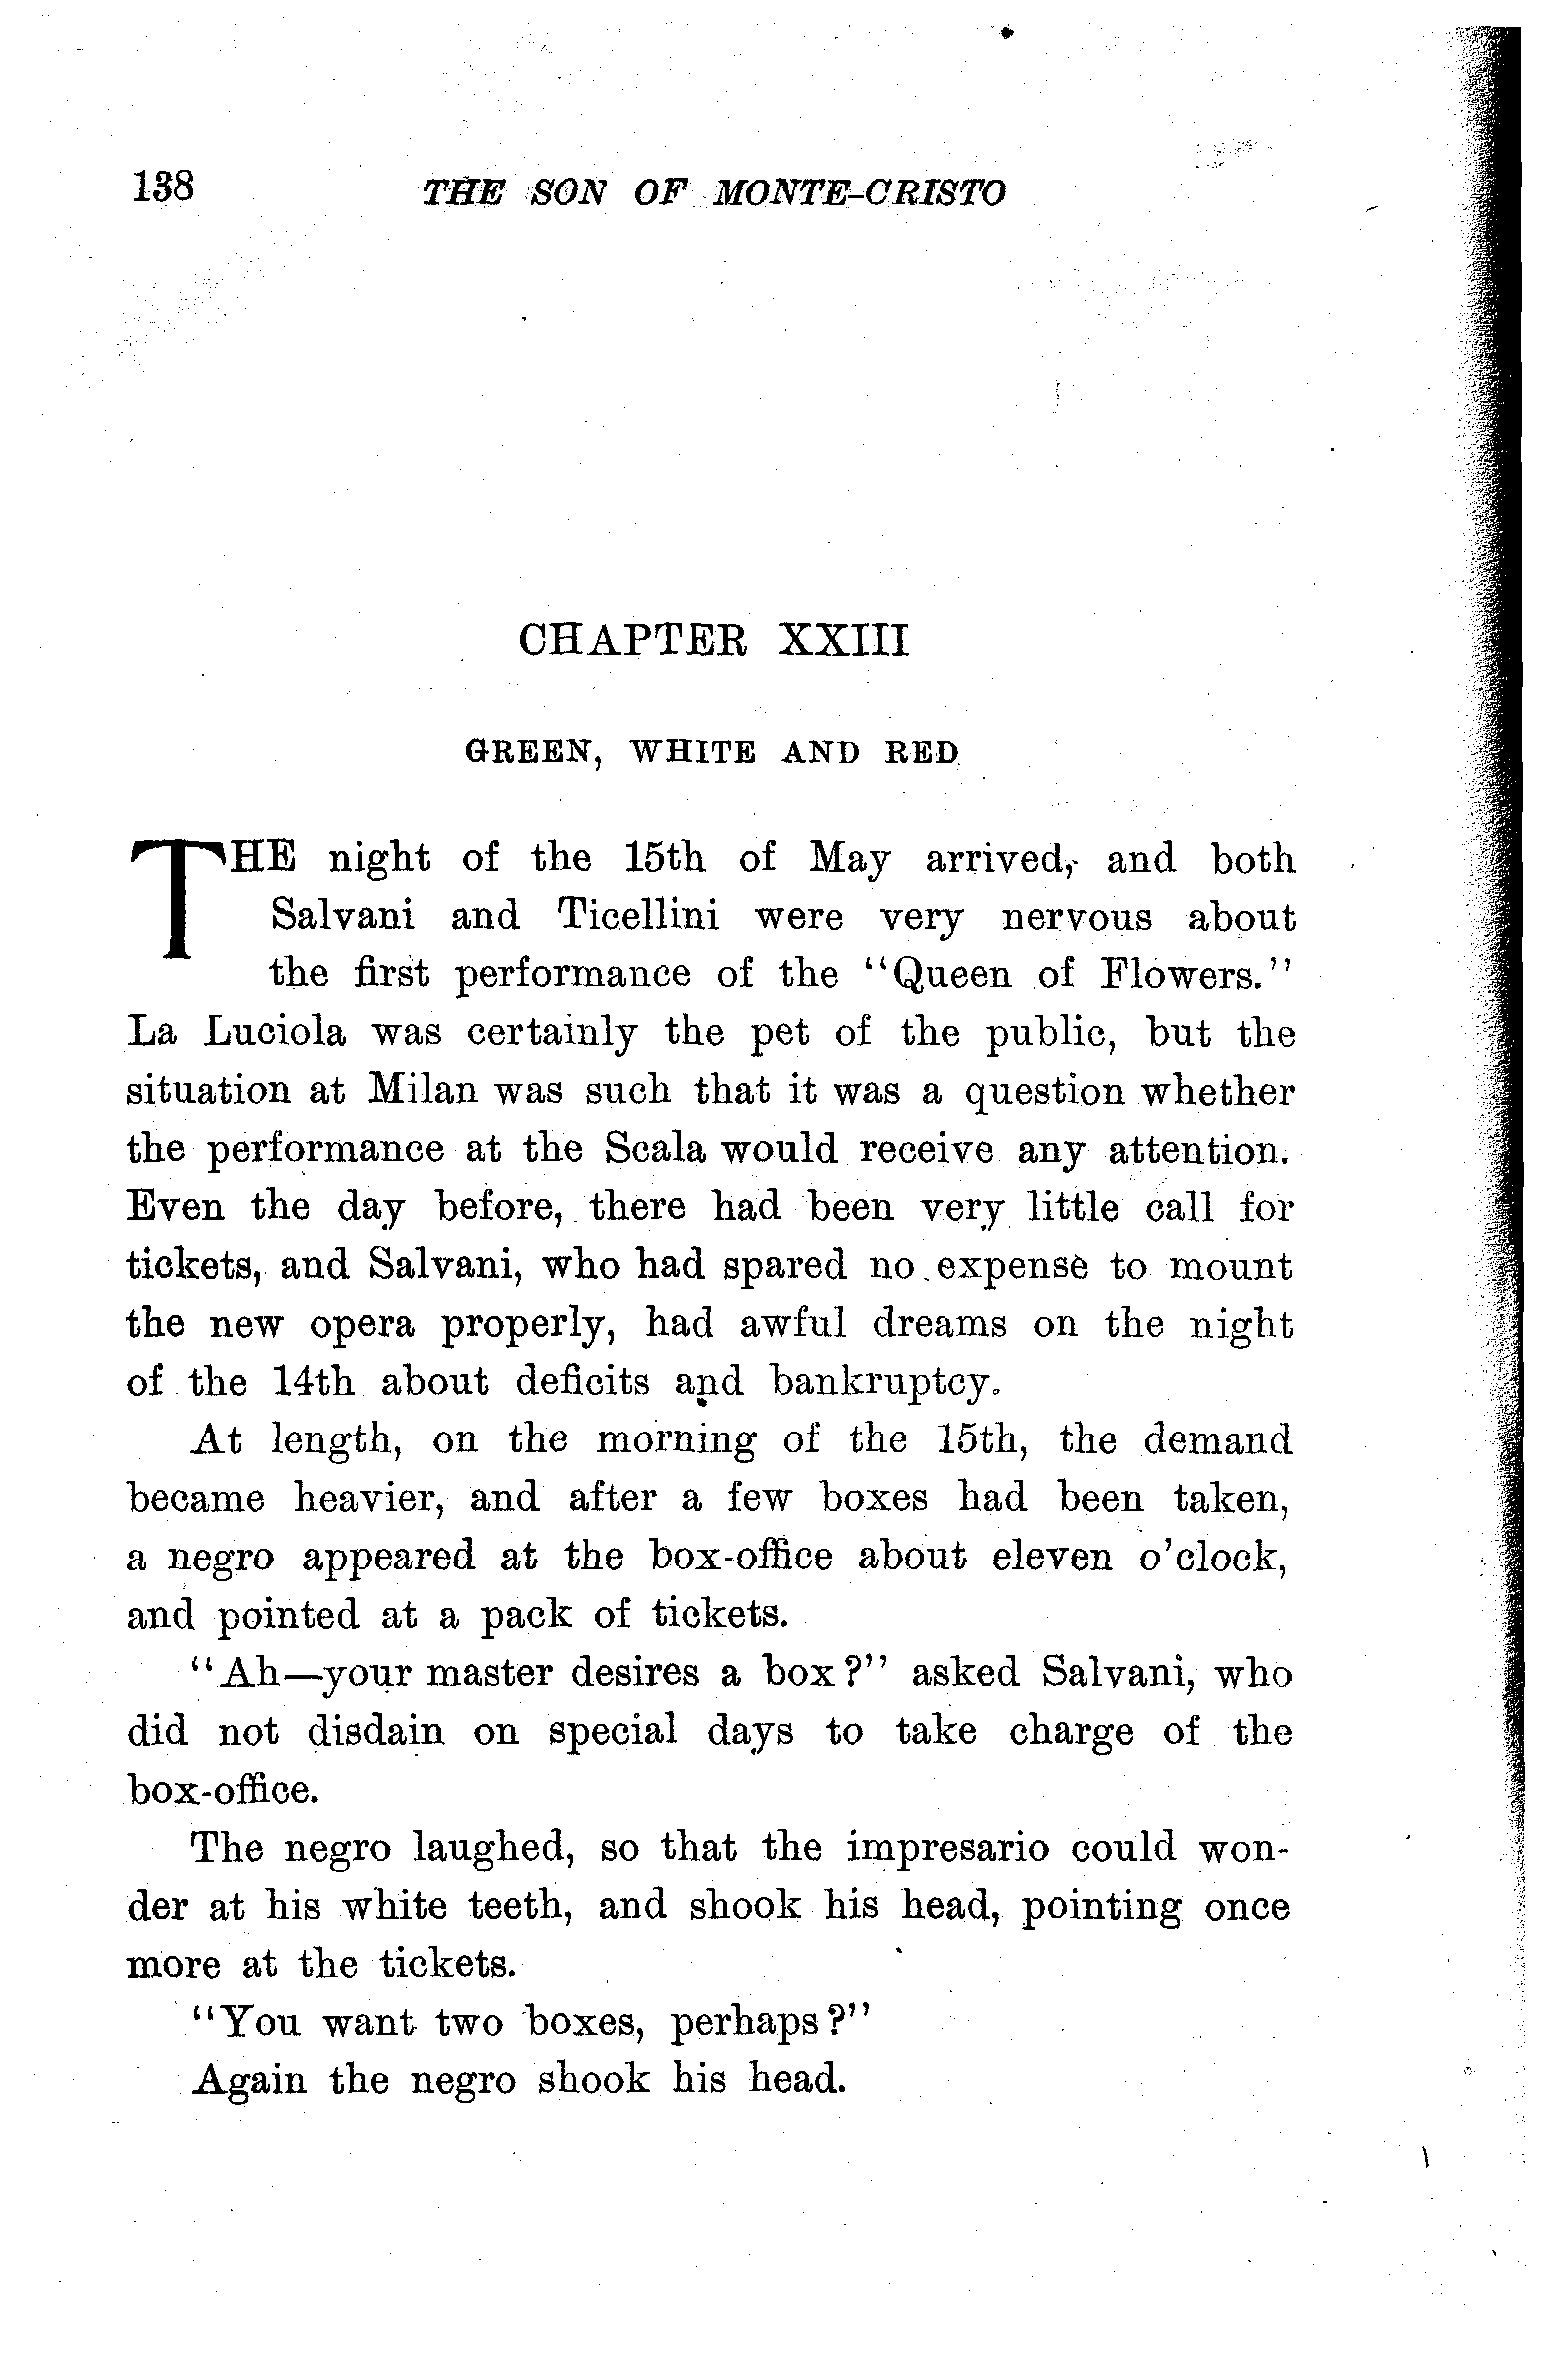 138 THE SON OF MONTE-CRISTO
CHAPTER XXIII
GREEN, WHITE AND RED
THE night of the 15th of May arrived, and both
Salvani and Ticellini were very nervous about
the first performance of the "Queen of Flowers."
La Luciola was certainly the pet of the public, but the
situation at Milan was such that it was a question whether
the performance at the Scala would receive any attention.
Even the day before, there had been very little call for
tickets, and Salvani, who had spared no expense to mount
the new opera properly, had awful dreams on the night
of the 14th about deficits and bankruptcy.
At length, on the morning of the 15th, the demand
became heavier, and after a few boxes had been taken,
a negro appeared at the box-office about eleven o'clock,
and pointed at a pack of tickets.
"Ah—your master desires a box?" asked Salvani, who
did not disdain on special days to take charge of the
box-office.
The negro laughed, so that the impresario could won-
der at his white teeth, and shook his head, pointing once
more at the tickets.
"You want two boxes, perhaps?"
Again the negro shook his head.